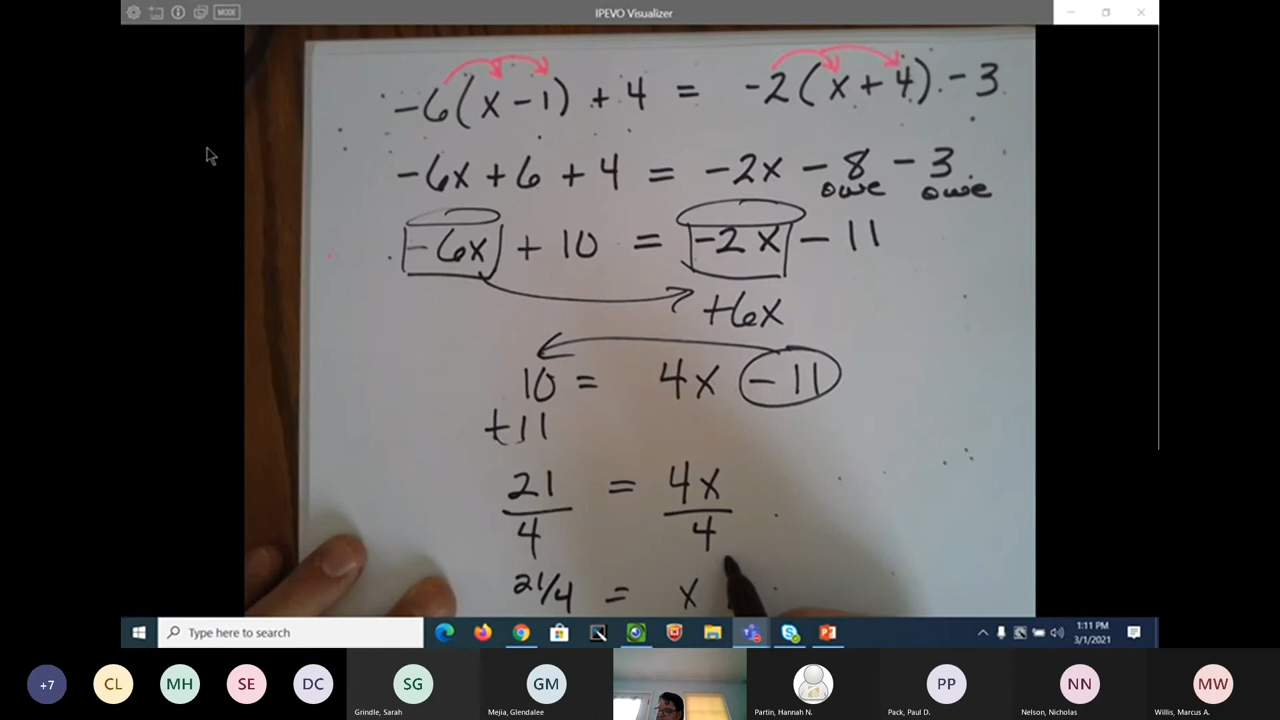 IPEVO Visualizer
MODE
-6(x-1)+4 = -2(x+4)-3
-6x+6+4 = -2x-8-3
owe owe
-6x+10 = -2x-11
+6x
10 = 4x-11
+11
21 = 4x
4 4
21/4 = x
Type here to search
1:11 PM
3/1/2021
+7 CL MH SE DC SG GM PP NN MW
Grindle, Sarah Mejia, Glendalee Partin, Hannah N. Pack, Paul D. Nelson, Nicholas Willis, Marcus A.